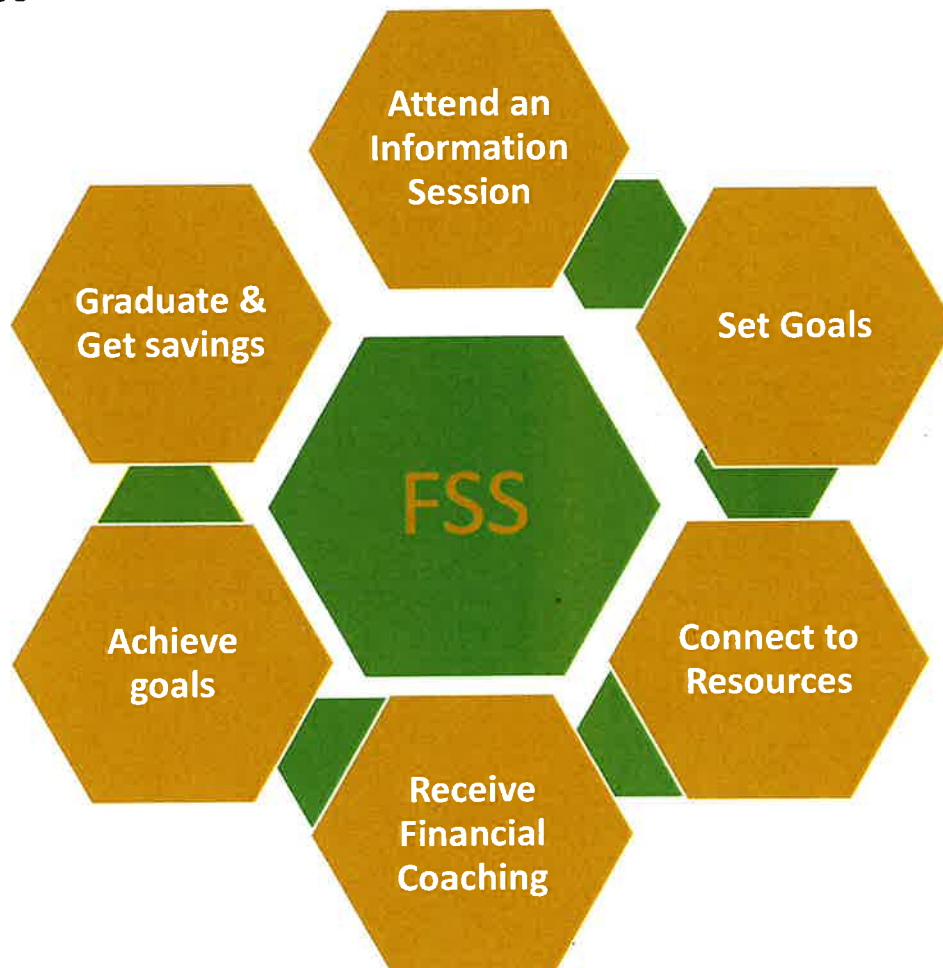 Attend an
Information
Session
Set Goals
Connect to
Resources
Receive
Financial
Coaching
Achieve
goals
Graduate &
Get savings
FSS